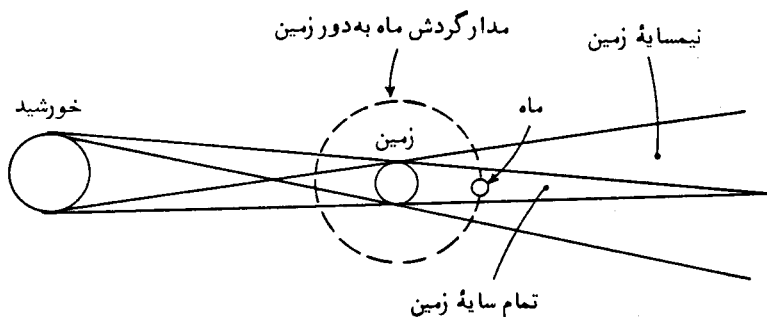 مدار گردش ماه به‌دور زمین
نیمسایهٔ زمین
خورشید
ماه
زمین
تمام سایهٔ زمین